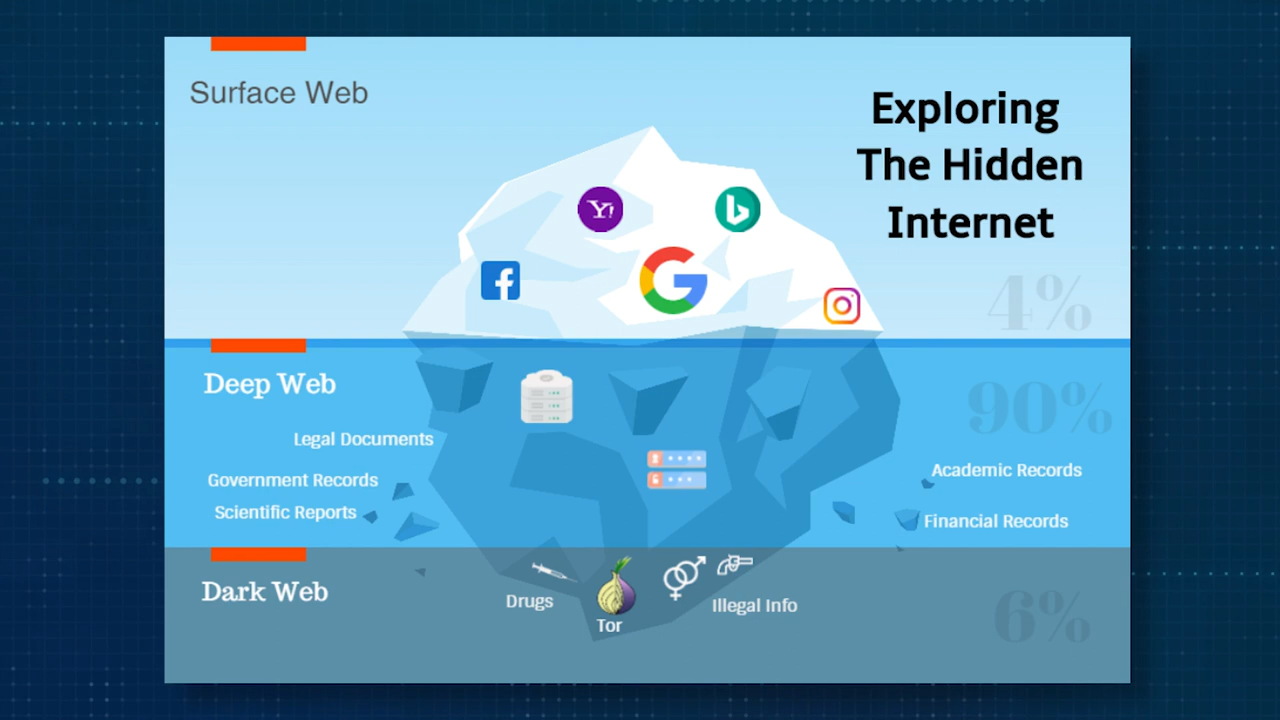 Surface Web
Exploring
The Hidden
Internet
Y!
4%
Deep Web
90%
Legal Documents
Government Records
Scientific Reports
Academic Records
Financial Records
Dark Web
Drugs
Tor
Illegal Info
6%